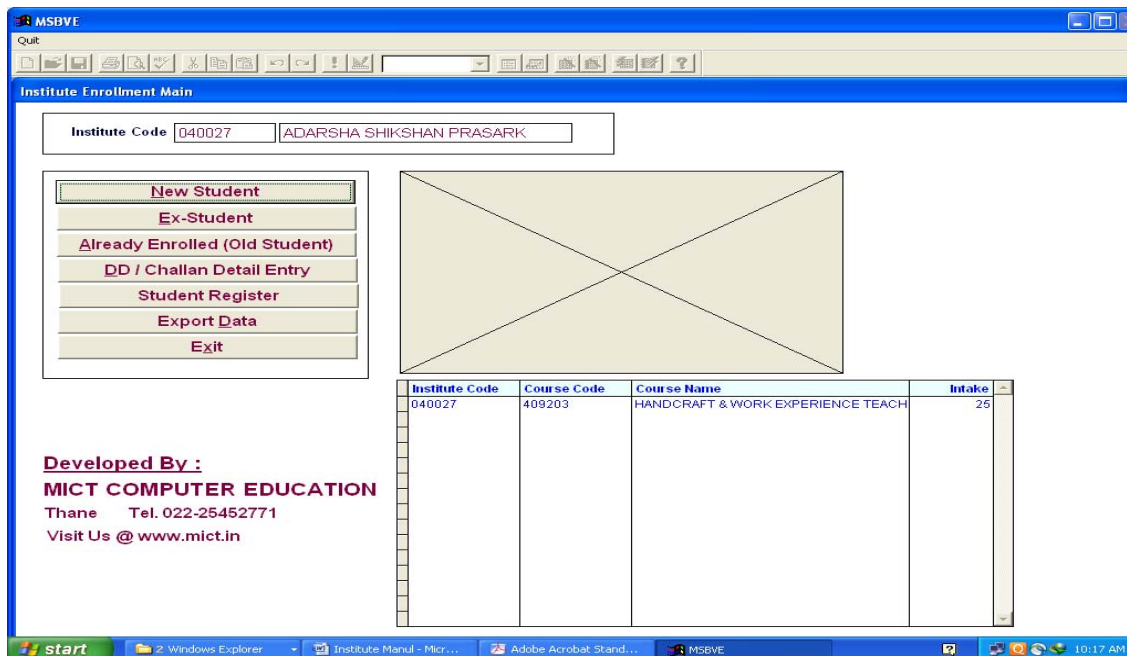 MSBVE
Quit
Institute Enrollment Main
Institute Code 040027 ADARSHA SHIKSHAN PRASARK
New Student
Ex-Student
Already Enrolled (Old Student)
DD / Challan Detail Entry
Student Register
Export Data
Exit
Institute Code Course Code Course Name Intake
040027 409203 HANDCRAFT & WORK EXPERIENCE TEACH 25
Developed By :
MICT COMPUTER EDUCATION
Thane Tel. 022-25452771
Visit Us @ www.mict.in
start 2 Windows Explorer Institute Manul - Micr... Adobe Acrobat Stand... MSBVE 10:17 AM